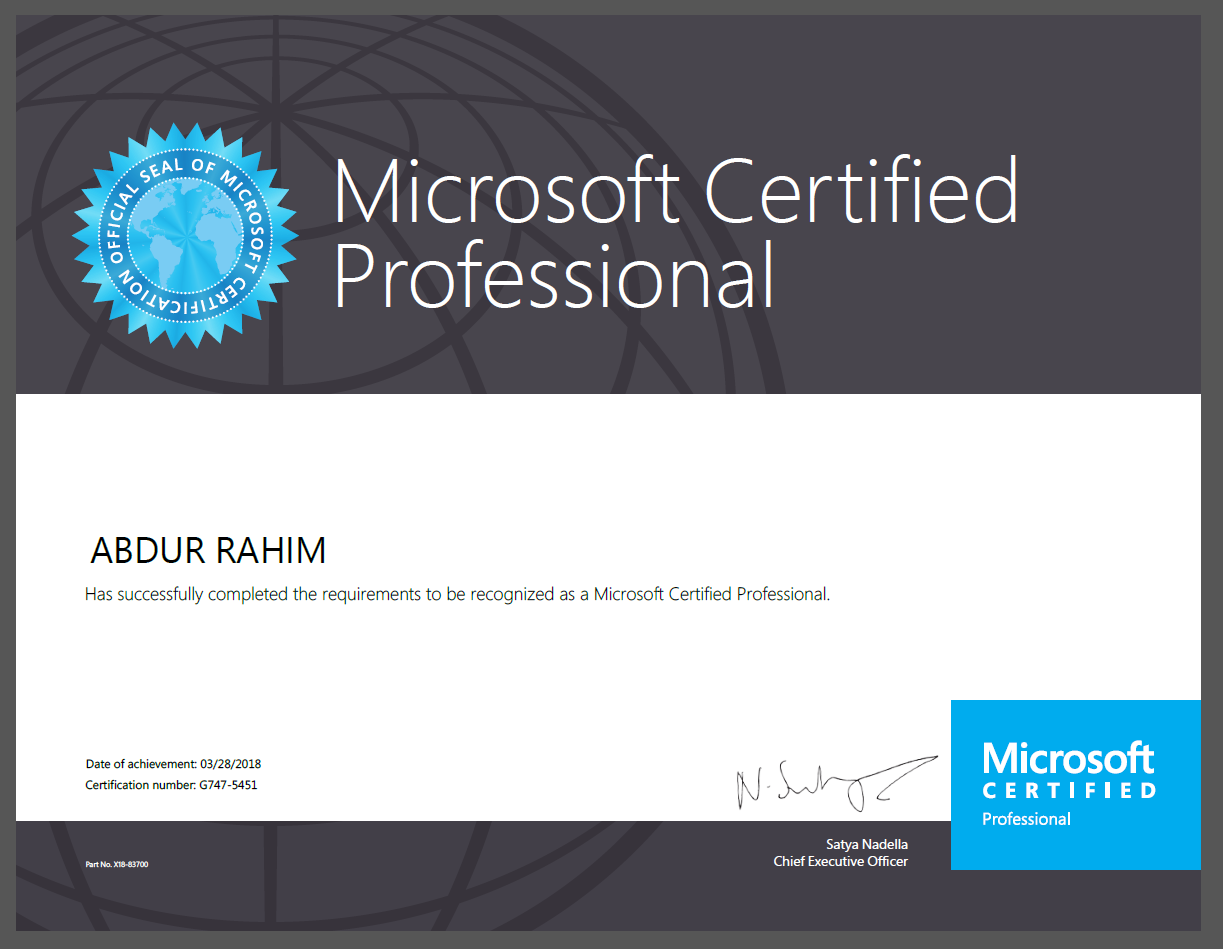 OFFICIAL SEAL OF MICROSOFT CERTIFICATION
Microsoft Certified
Professional
ABDUR RAHIM
Has successfully completed the requirements to be recognized as a Microsoft Certified Professional.
Date of achievement: 03/28/2018
Certification number: G747-5451
Part No. X18-83700
Satya Nadella
Chief Executive Officer
Microsoft
CERTIFIED
Professional